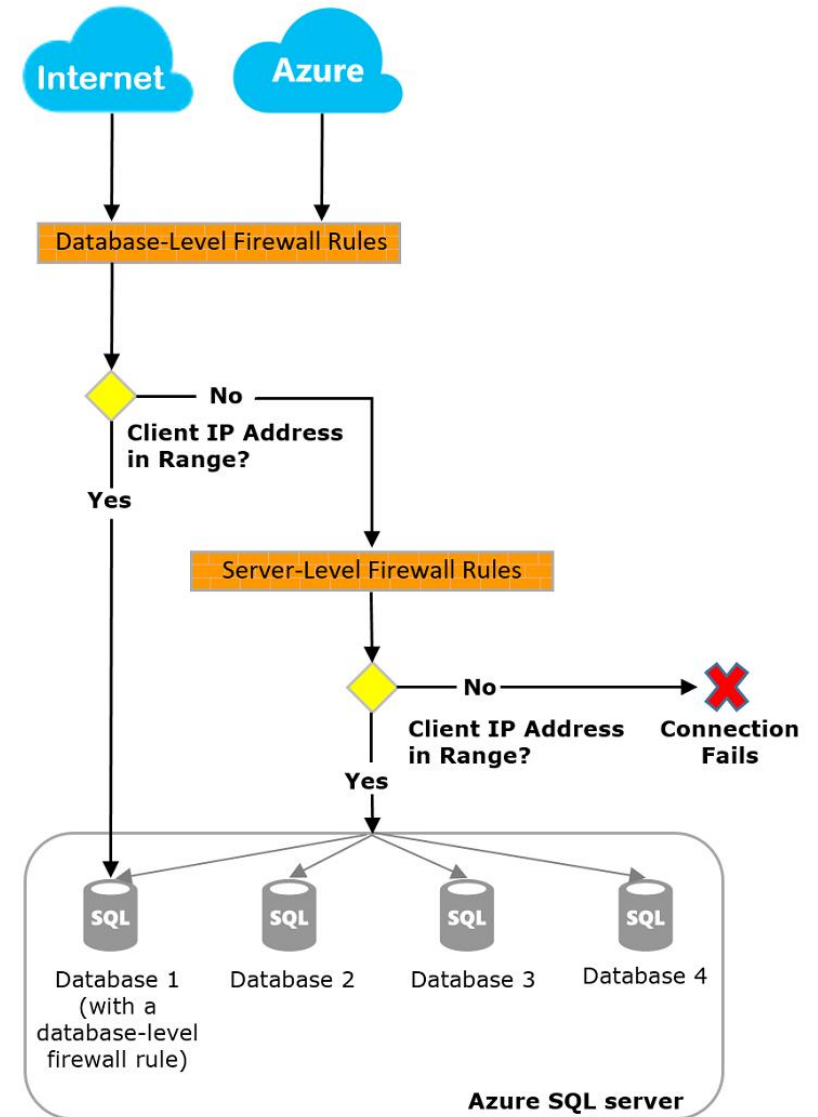 Internet
Azure
Database-Level Firewall Rules
No
Client IP Address
in Range?
Yes
Server-Level Firewall Rules
No
Client IP Address
in Range?
Connection
Fails
Yes
SQL
SQL
SQL
SQL
Database 1
(with a
database-level
firewall rule)
Database 2
Database 3
Database 4
Azure SQL server